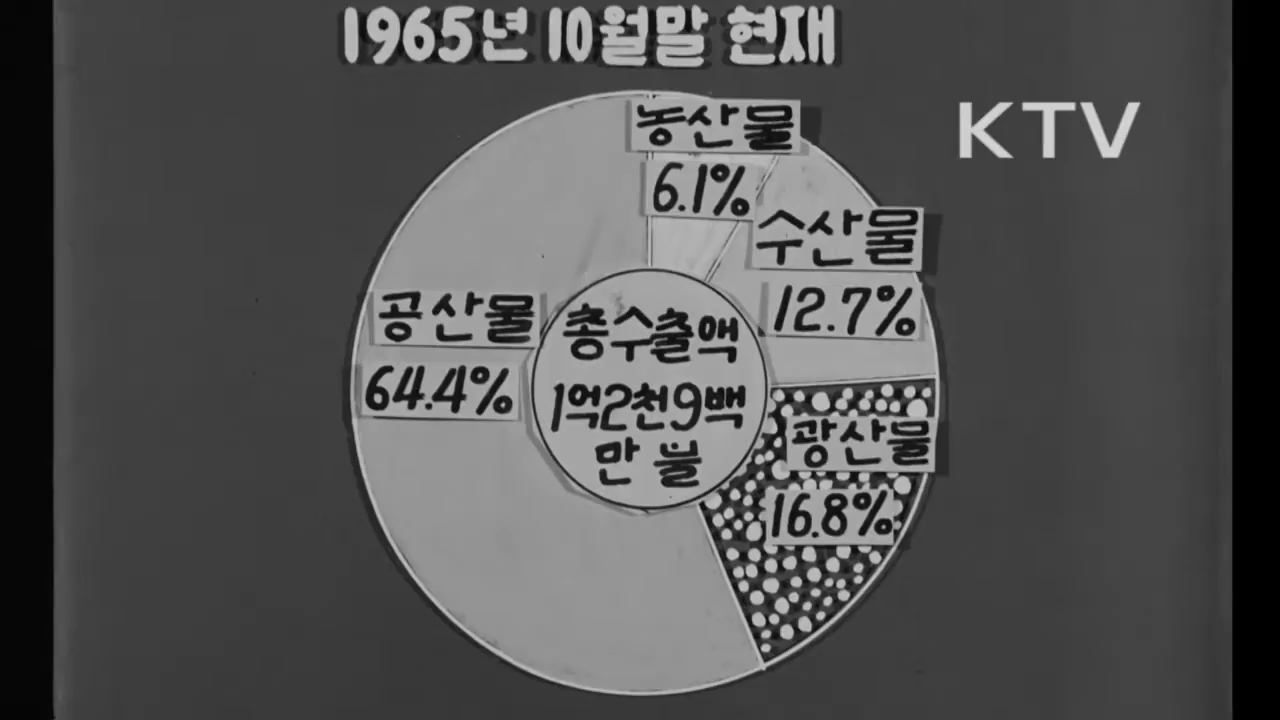 1965년 10월말 현재
KTV
농산물
6.1%
수산물
12.7%
공산물
64.4%
총수출액
1억2천9백
만 불
광산물
16.8%